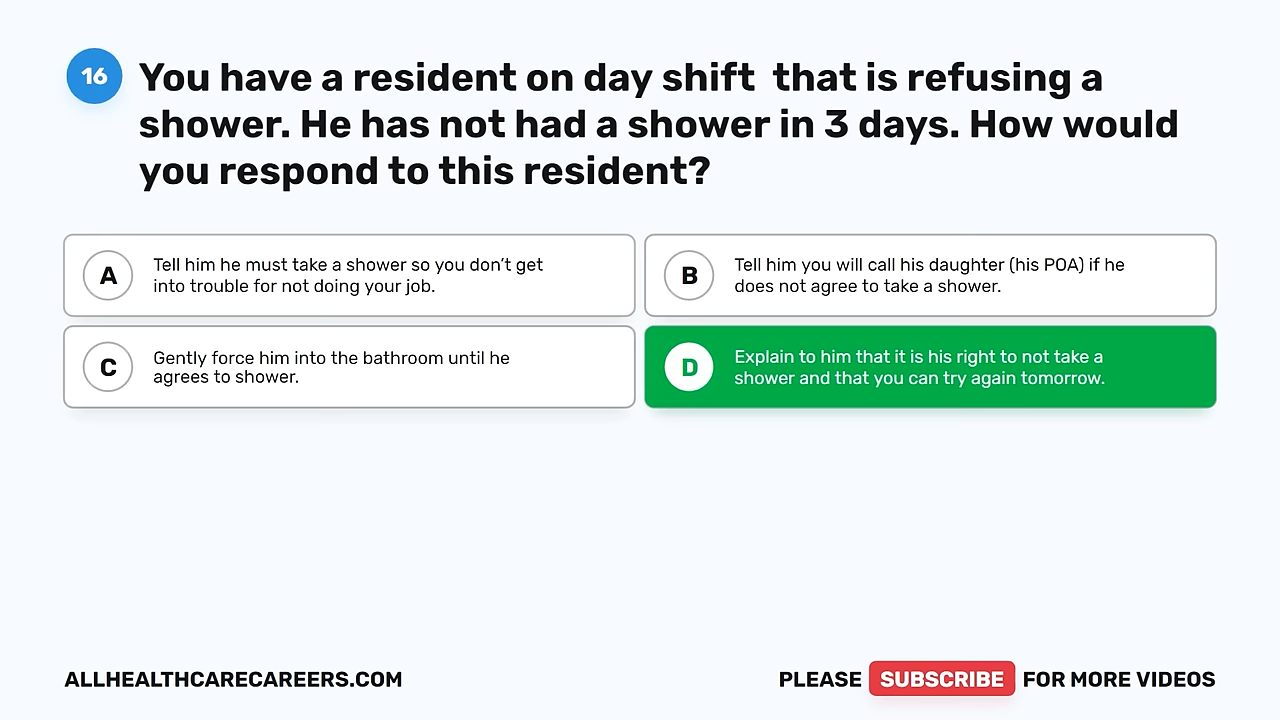 16
You have a resident on day shift  that is refusing a
shower. He has not had a shower in 3 days. How would
you respond to this resident?
A
Tell him he must take a shower so you don’t get
into trouble for not doing your job.
B
Tell him you will call his daughter (his POA) if he
does not agree to take a shower.
C
Gently force him into the bathroom until he
agrees to shower.
D
Explain to him that it is his right to not take a
shower and that you can try again tomorrow.
ALLHEALTHCARECAREERS.COM
PLEASE SUBSCRIBE FOR MORE VIDEOS